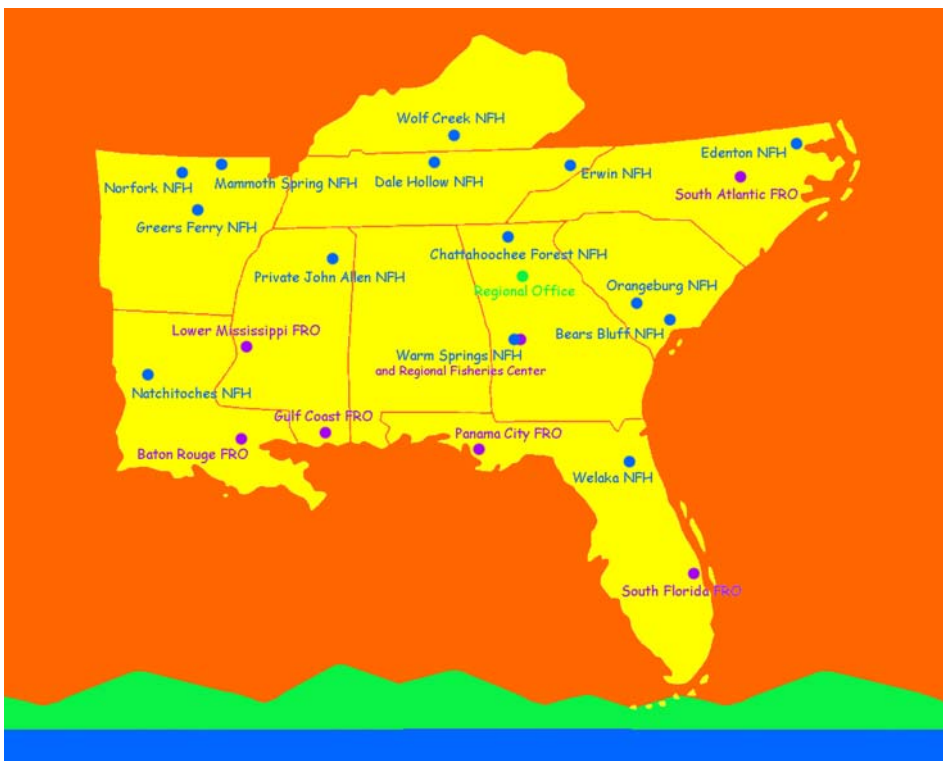 Wolf Creek NFH
Edenton NFH
Norfork NFH
Mammoth Spring NFH
Dale Hollow NFH
Erwin NFH
South Atlantic FRO
Greers Ferry NFH
Chattahoochee Forest NFH
Private John Allen NFH
Regional Office
Orangeburg NFH
Lower Mississippi FRO
Bears Bluff NFH
Warm Springs NFH
and Regional Fisheries Center
Natchitoches NFH
Gulf Coast FRO
Panama City FRO
Baton Rouge FRO
Welaka NFH
South Florida FRO